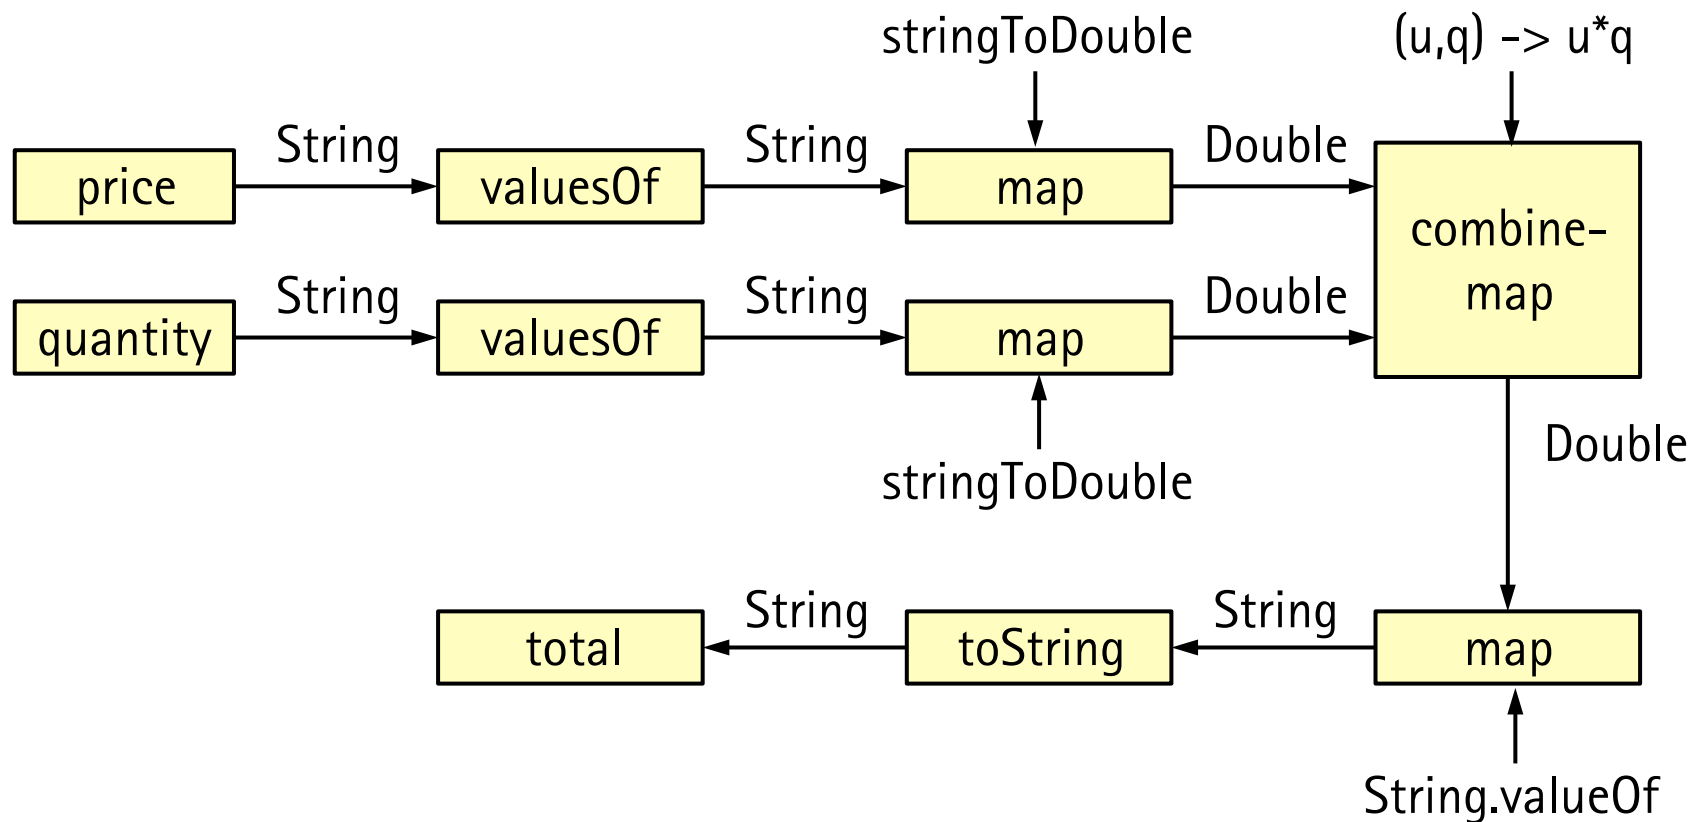 stringToDouble
(u,q) -> u*q
String
String
Double
price
valuesOf
map
combine-
map
String
String
Double
quantity
valuesOf
map
stringToDouble
Double
String
String
total
toString
map
String.valueOf